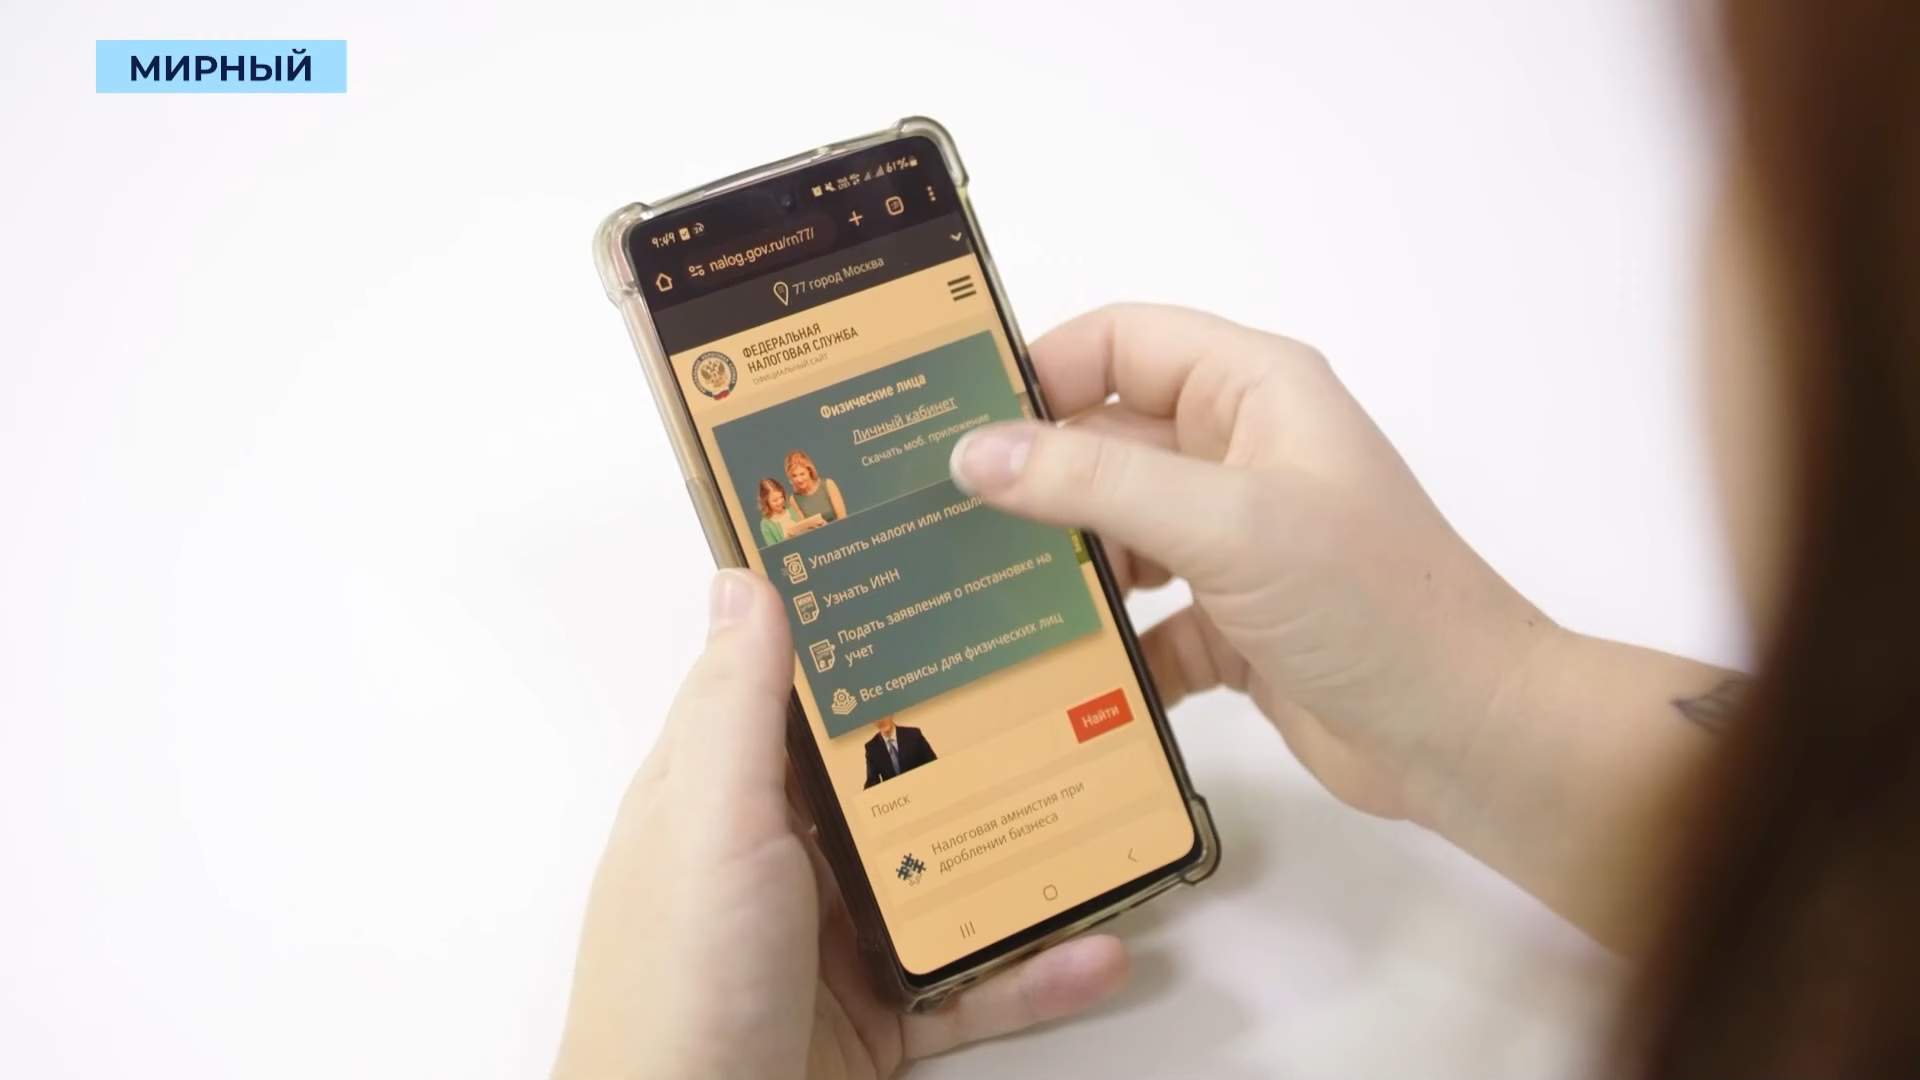 МИРНЫЙ
9:49
61%
nalog.gov.ru/rn77/
77 город Москва
ФЕДЕРАЛЬНАЯ
НАЛОГОВАЯ СЛУЖБА
ОФИЦИАЛЬНЫЙ САЙТ
Физические лица
Личный кабинет
Скачать моб. приложение
Уплатить налоги или
Узнать ИНН
Подать заявления о постановке на
учет
Все сервисы для физических лиц
Поиск
Найти
Налоговая амнистия при
дроблении бизнеса